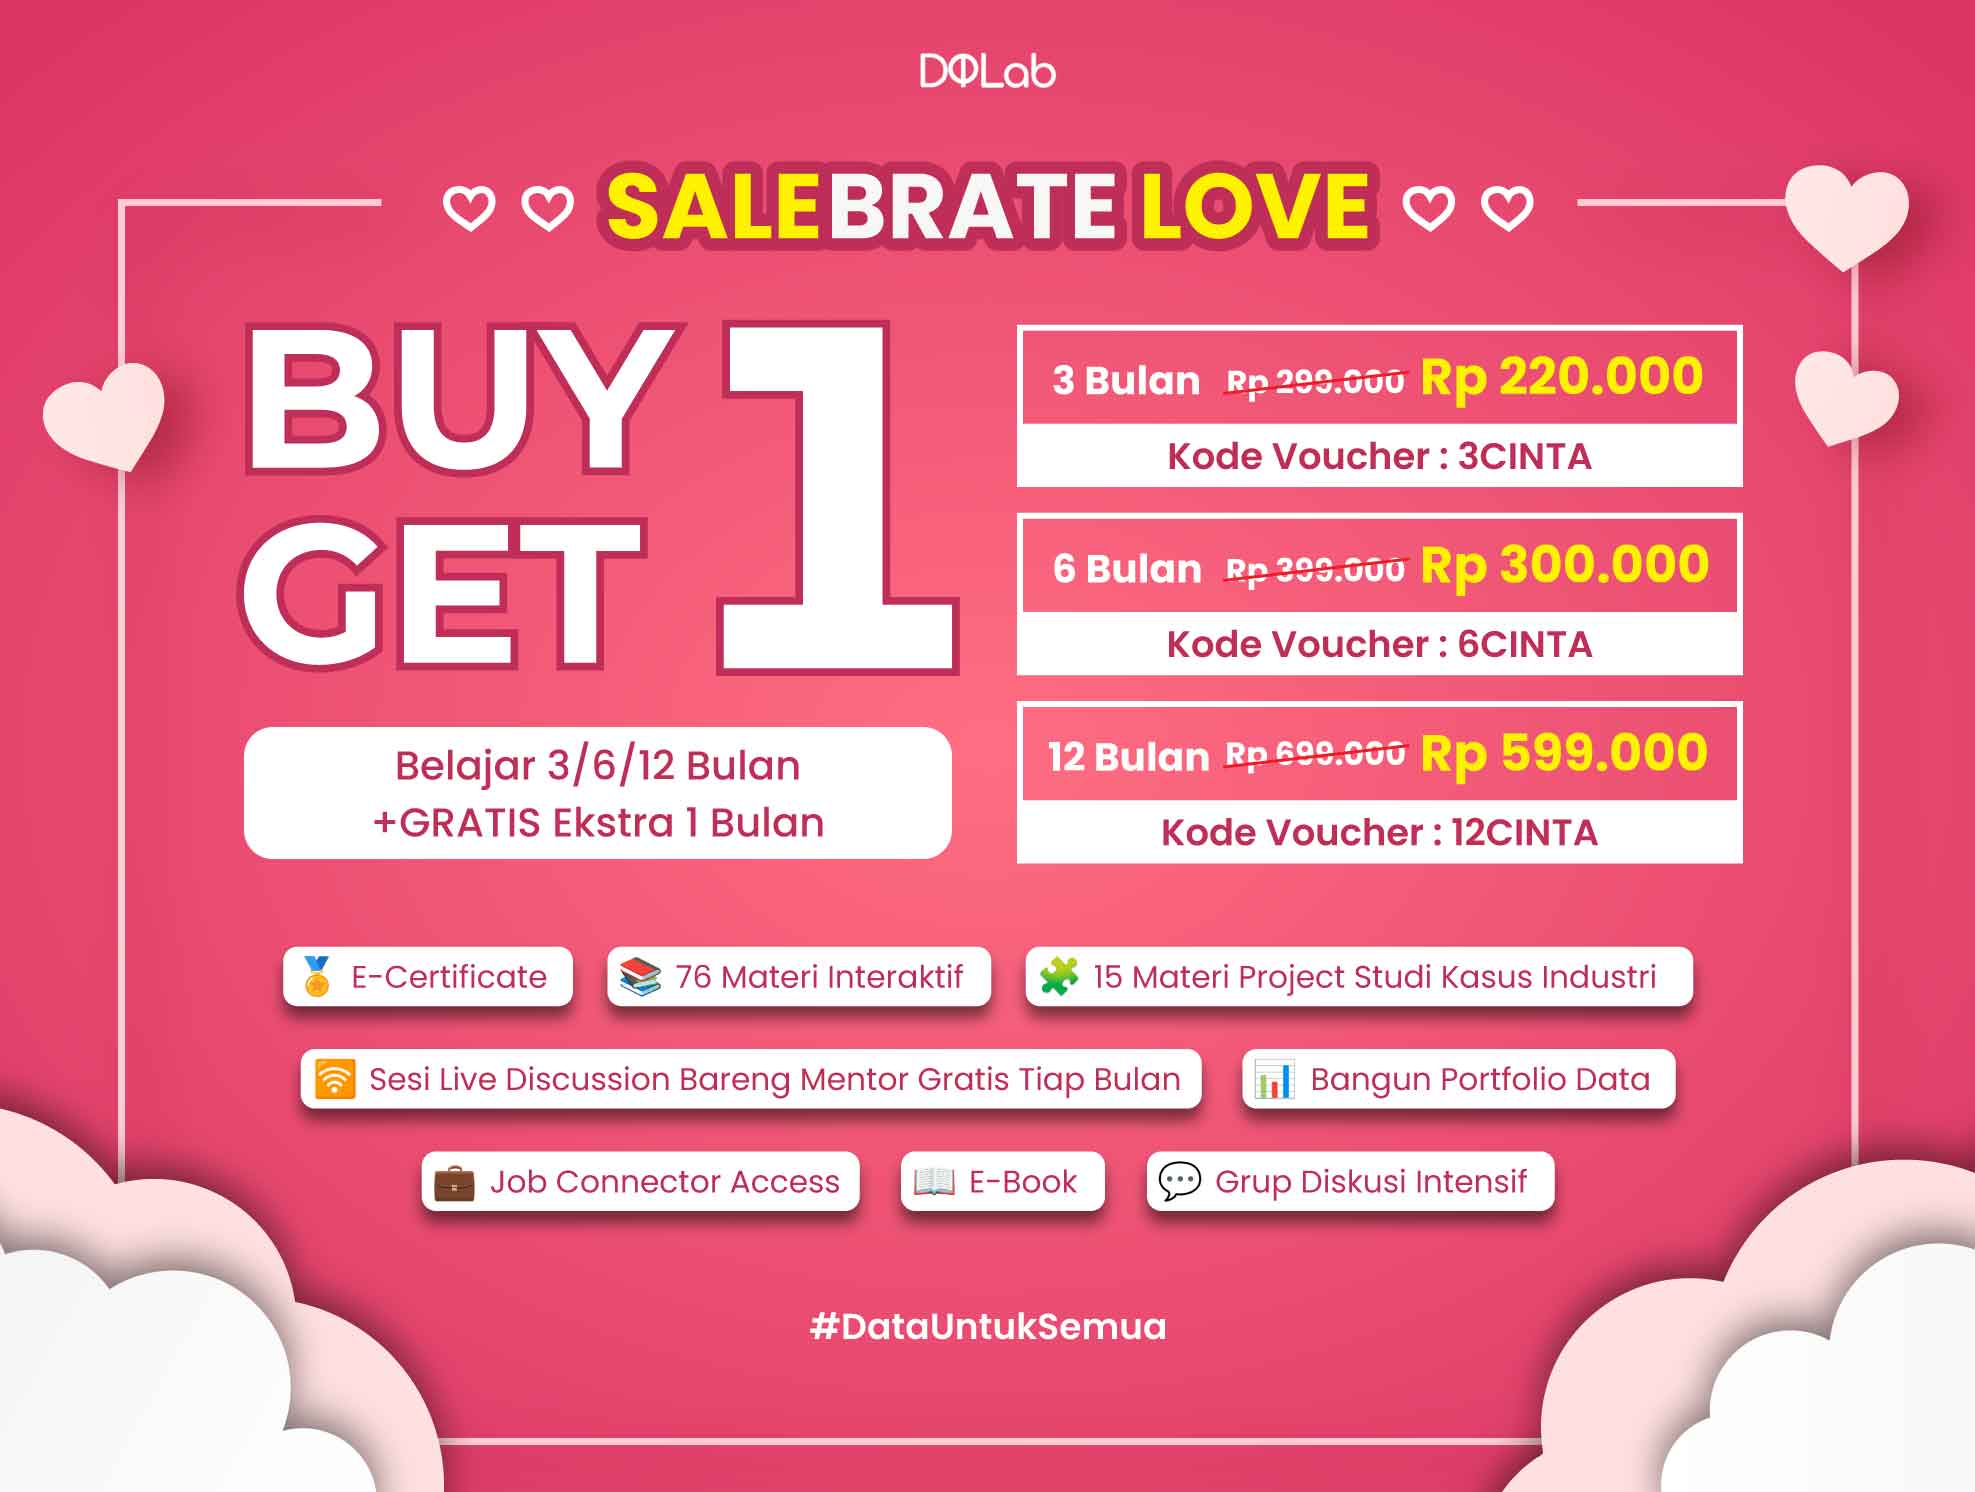 DQLab
SALEBRATE LOVE
BUY 1
GET
Belajar 3/6/12 Bulan
+GRATIS Ekstra 1 Bulan
3 Bulan Rp 299.000 Rp 220.000
Kode Voucher : 3CINTA
6 Bulan Rp 399.000 Rp 300.000
Kode Voucher : 6CINTA
12 Bulan Rp 699.000 Rp 599.000
Kode Voucher : 12CINTA
E-Certificate
76 Materi Interaktif
15 Materi Project Studi Kasus Industri
Sesi Live Discussion Bareng Mentor Gratis Tiap Bulan
Bangun Portfolio Data
Job Connector Access
E-Book
Grup Diskusi Intensif
#DataUntukSemua